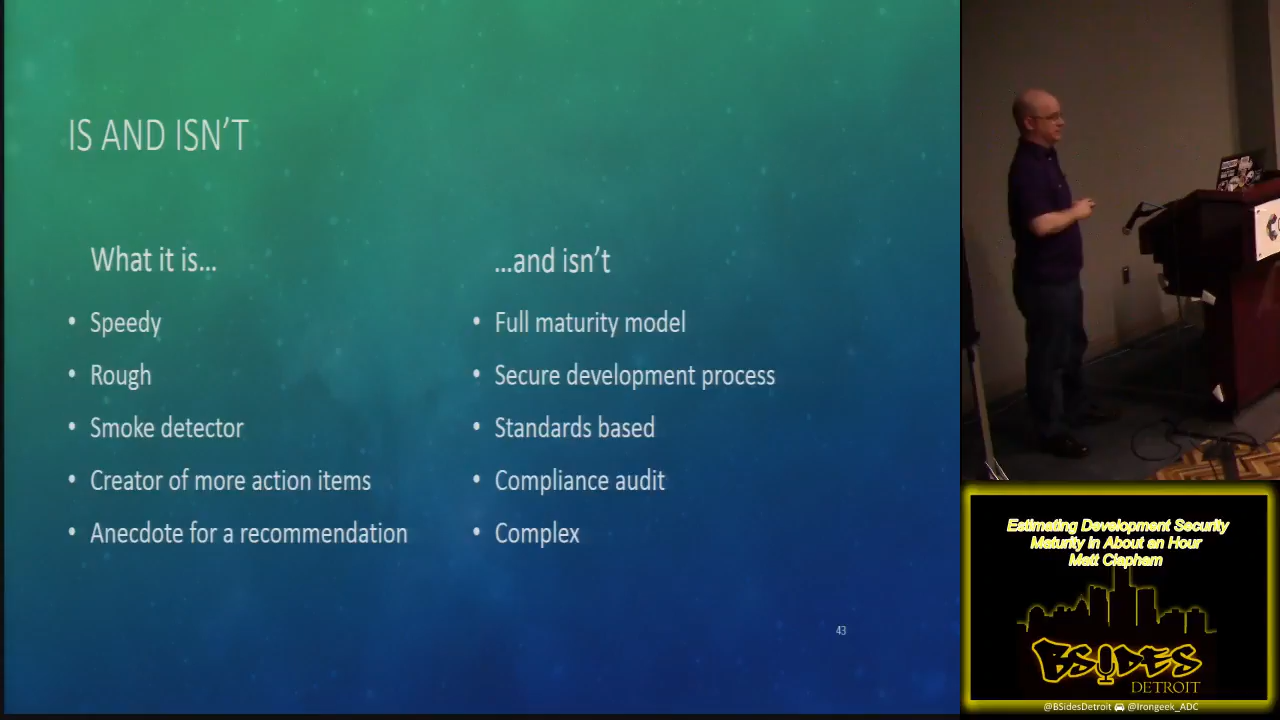 IS AND ISN'T
What it is...
• Speedy
• Rough
• Smoke detector
• Creator of more action items
• Anecdote for a recommendation
...and isn't
• Full maturity model
• Secure development process
• Standards based
• Compliance audit
• Complex
43
Estimating Development Security
Maturity in About an Hour
Matt Clapham
BSIDES
DETROIT
@BSidesDetroit @Irongeek_ADC